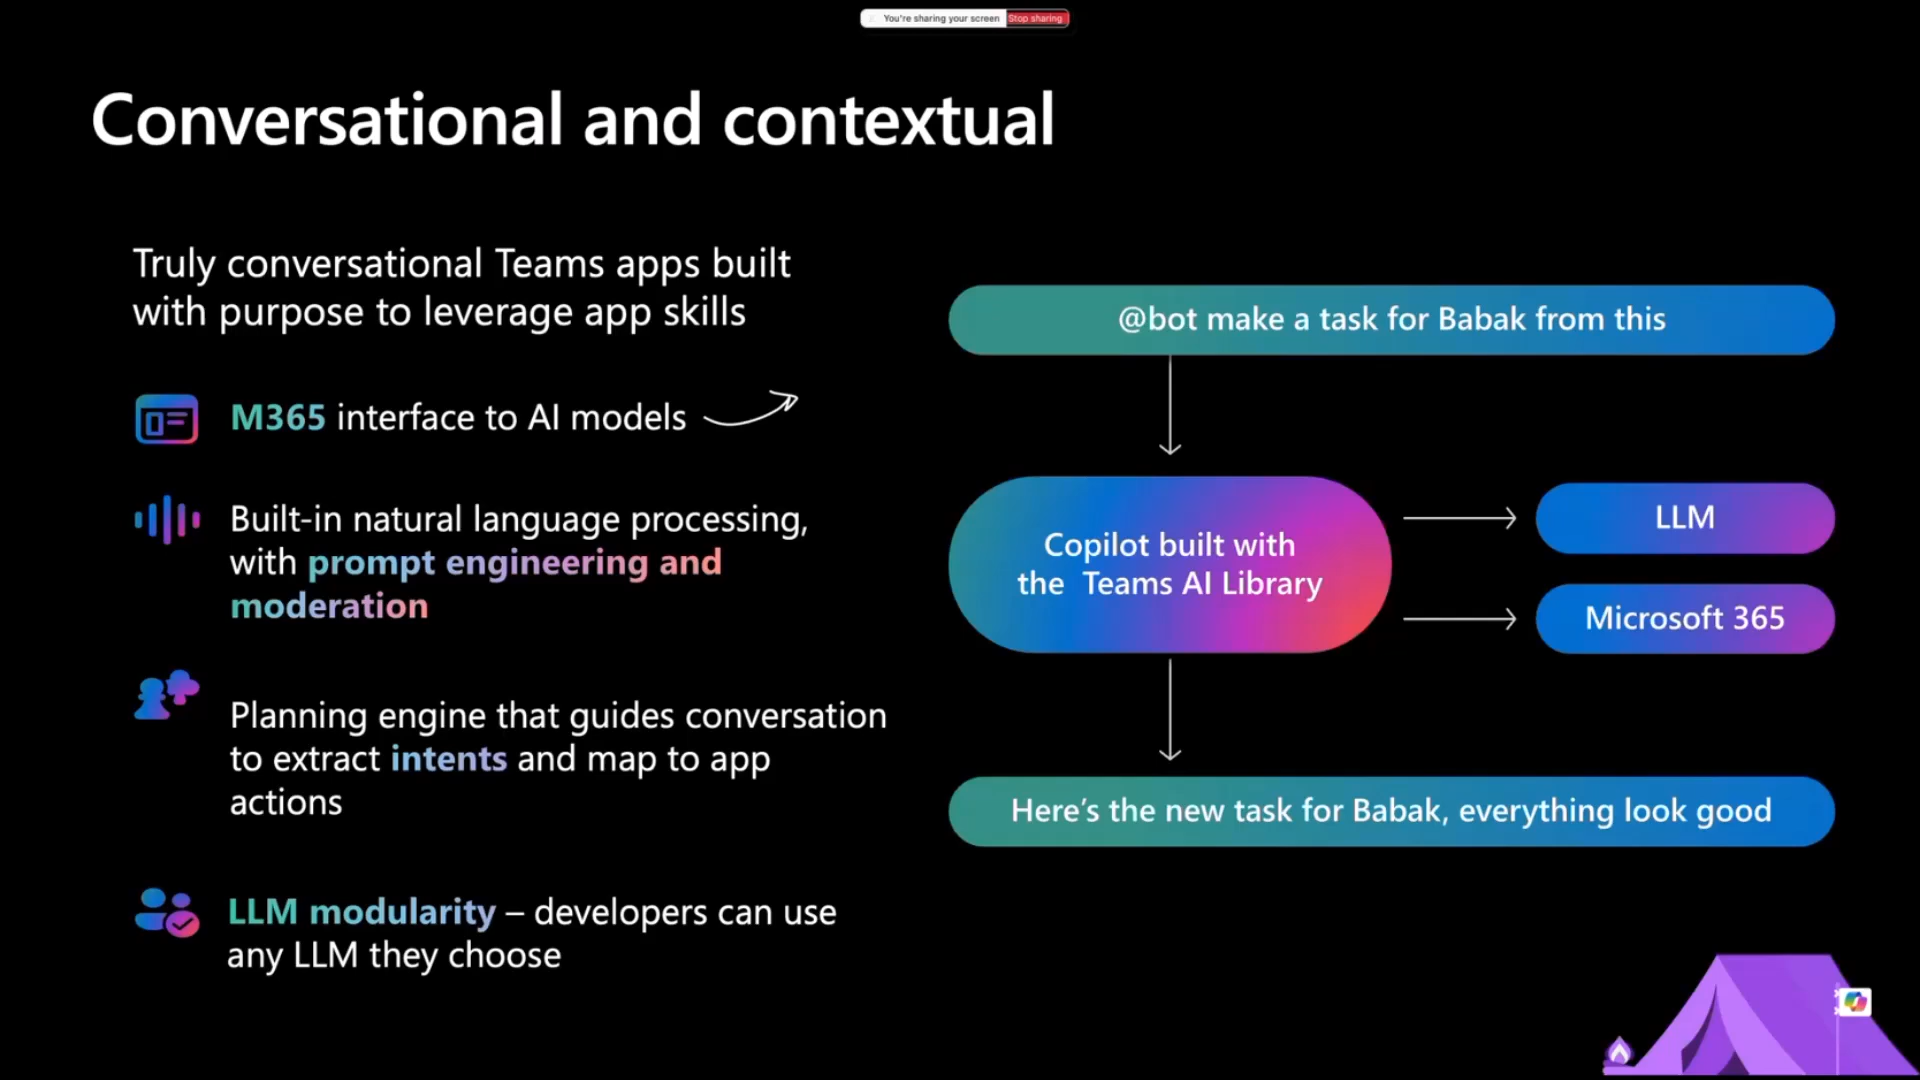 You're sharing your screen Stop sharing
Conversational and contextual
Truly conversational Teams apps built
with purpose to leverage app skills
M365 interface to AI models
Built-in natural language processing,
with prompt engineering and
moderation
Planning engine that guides conversation
to extract intents and map to app
actions
LLM modularity – developers can use
any LLM they choose
@bot make a task for Babak from this
Copilot built with
the Teams AI Library
LLM
Microsoft 365
Here's the new task for Babak, everything look good